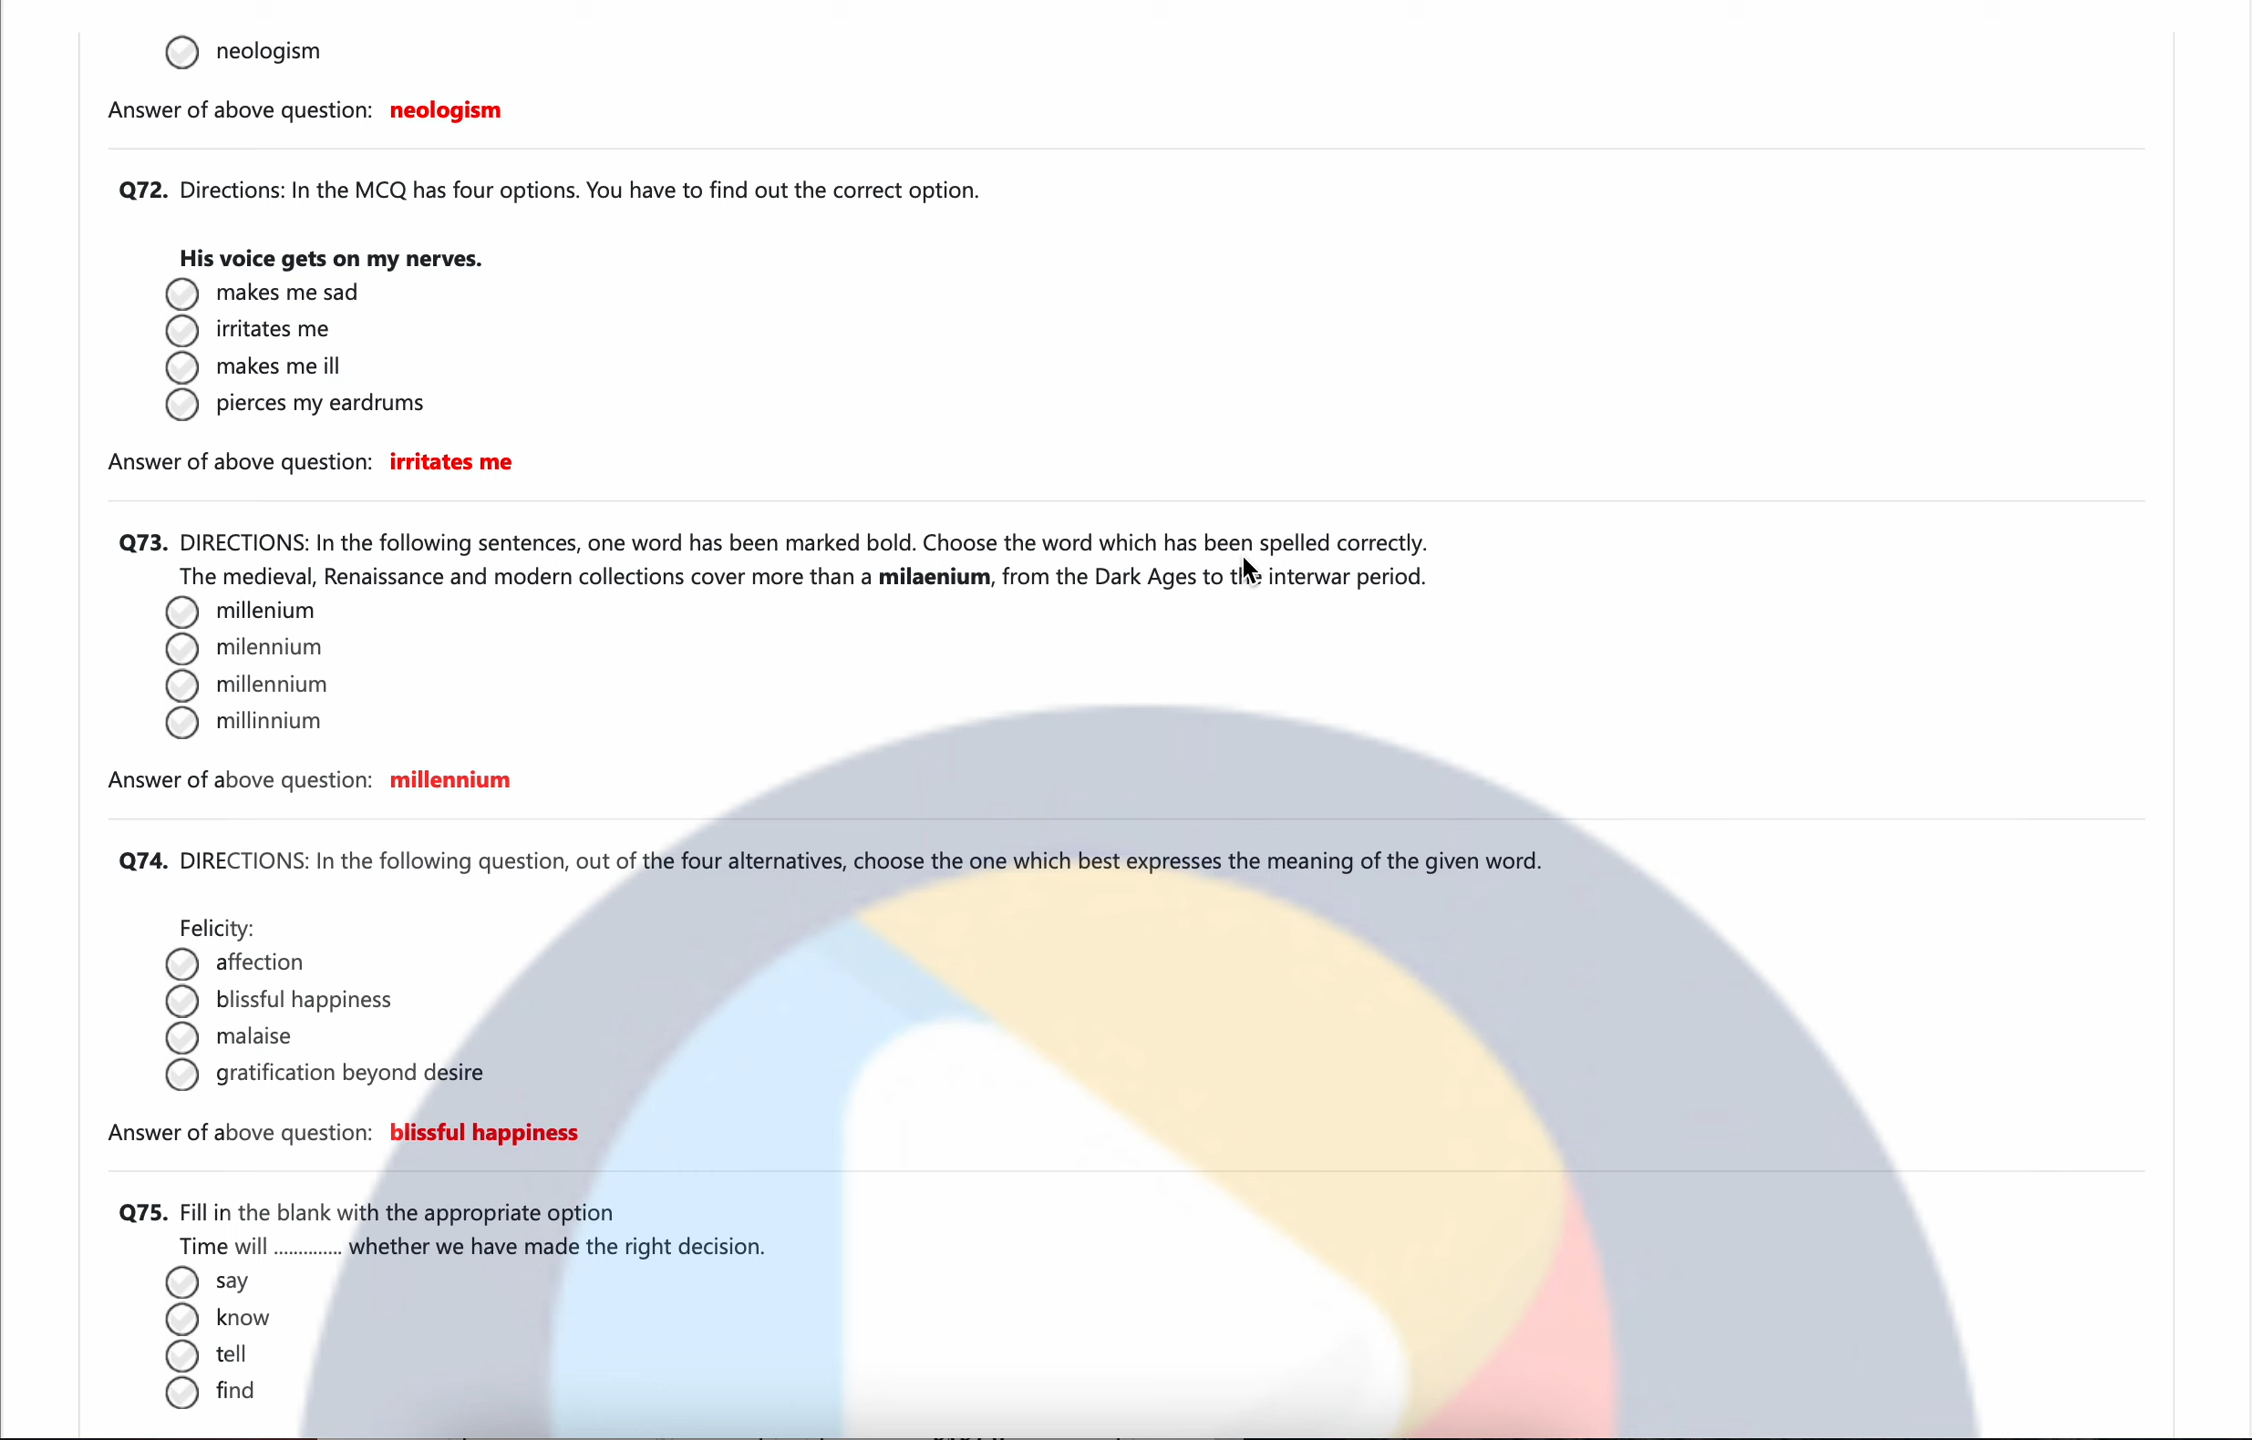 neologism
Answer of above question: neologism
Q72. Directions: In the MCQ has four options. You have to find out the correct option.
His voice gets on my nerves.
makes me sad
irritates me
makes me ill
pierces my eardrums
Answer of above question: irritates me
Q73. DIRECTIONS: In the following sentences, one word has been marked bold. Choose the word which has been spelled correctly.
The medieval, Renaissance and modern collections cover more than a milaenium, from the Dark Ages to the interwar period.
millenium
milennium
millennium
millinnium
Answer of above question: millennium
Q74. DIRECTIONS: In the following question, out of the four alternatives, choose the one which best expresses the meaning of the given word.
Felicity:
affection
blissful happiness
malaise
gratification beyond desire
Answer of above question: blissful happiness
Q75. Fill in the blank with the appropriate option
Time will .............. whether we have made the right decision.
say
know
tell
find